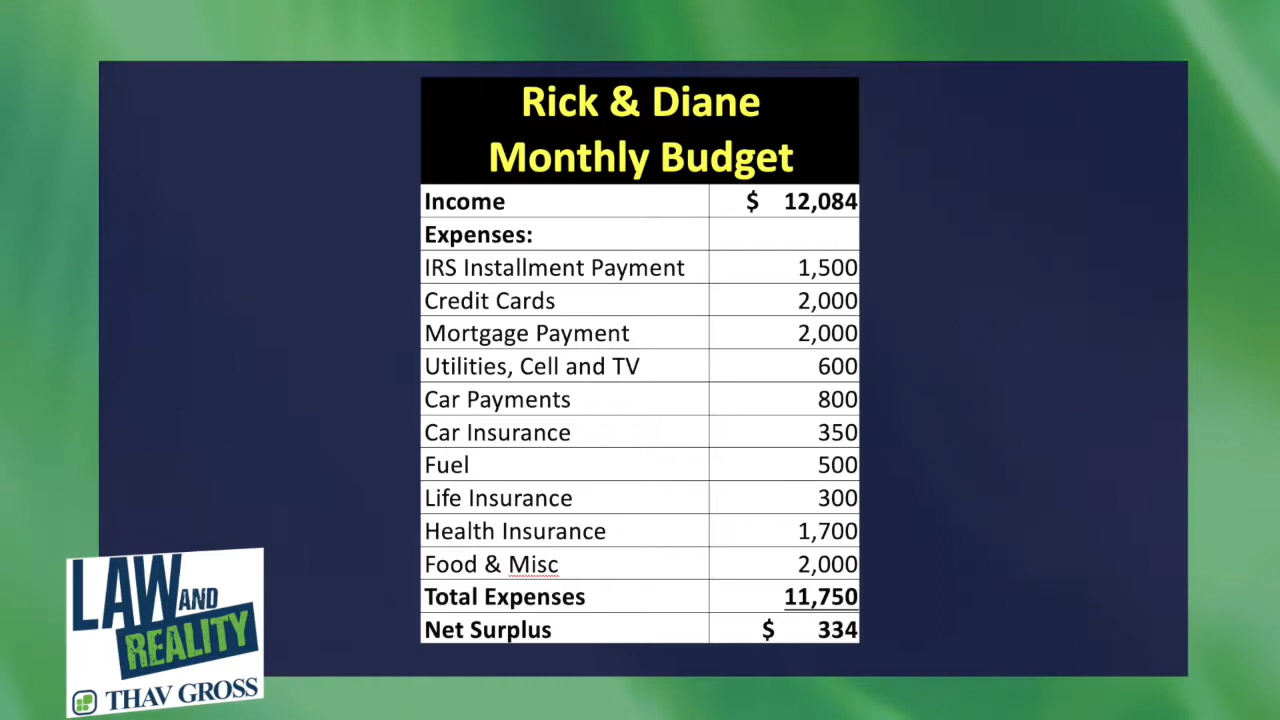 Rick & Diane
Monthly Budget
Income $ 12,084
Expenses:
IRS Installment Payment 1,500
Credit Cards 2,000
Mortgage Payment 2,000
Utilities, Cell and TV 600
Car Payments 800
Car Insurance 350
Fuel 500
Life Insurance 300
Health Insurance 1,700
Food & Misc 2,000
Total Expenses 11,750
Net Surplus $ 334
LAW AND
REALITY
THAV GROSS